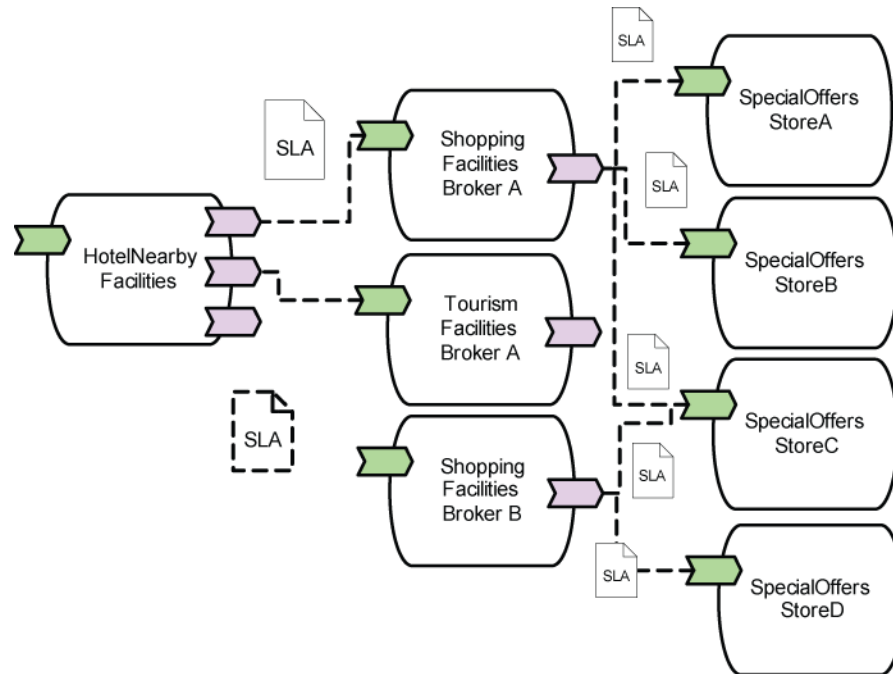 SLA
SpecialOffers
StoreA
SLA
Shopping
Facilities
Broker A
SLA
HotelNearby
Facilities
SpecialOffers
StoreB
Tourism
Facilities
Broker A
SLA
SLA
SpecialOffers
StoreC
Shopping
Facilities
Broker B
SLA
SLA
SpecialOffers
StoreD